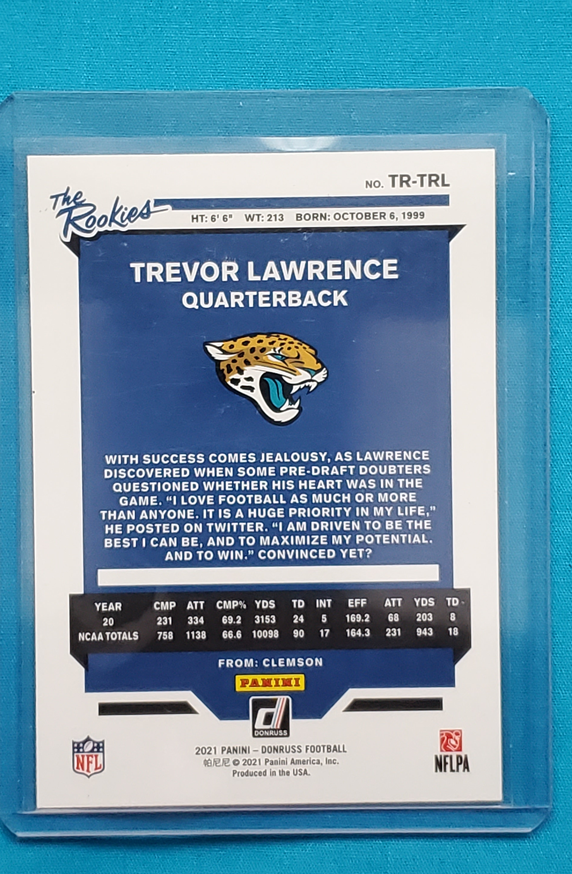 NO. TR-TRL
The
Rookies
HT: 6' 6" WT: 213 BORN: OCTOBER 6, 1999
TREVOR LAWRENCE
QUARTERBACK
WITH SUCCESS COMES JEALOUSY, AS LAWRENCE
DISCOVERED WHEN SOME PRE-DRAFT DOUBTERS
QUESTIONED WHETHER HIS HEART WAS IN THE
GAME. “I LOVE FOOTBALL AS MUCH OR MORE
THAN ANYONE. IT IS A HUGE PRIORITY IN MY LIFE,”
HE POSTED ON TWITTER. “I AM DRIVEN TO BE THE
BEST I CAN BE, AND TO MAXIMIZE MY POTENTIAL.
AND TO WIN.” CONVINCED YET?
YEAR CMP ATT CMP% YDS TD INT EFF ATT YDS TD
20 231 334 69.2 3153 24 5 169.2 68 203 8
NCAA TOTALS 758 1138 66.6 10098 90 17 164.3 231 943 18
FROM: CLEMSON
PANINI
DONRUSS
2021 PANINI – DONRUSS FOOTBALL
帕尼尼 © 2021 Panini America, Inc.
Produced in the USA.
NFL
NFLPA